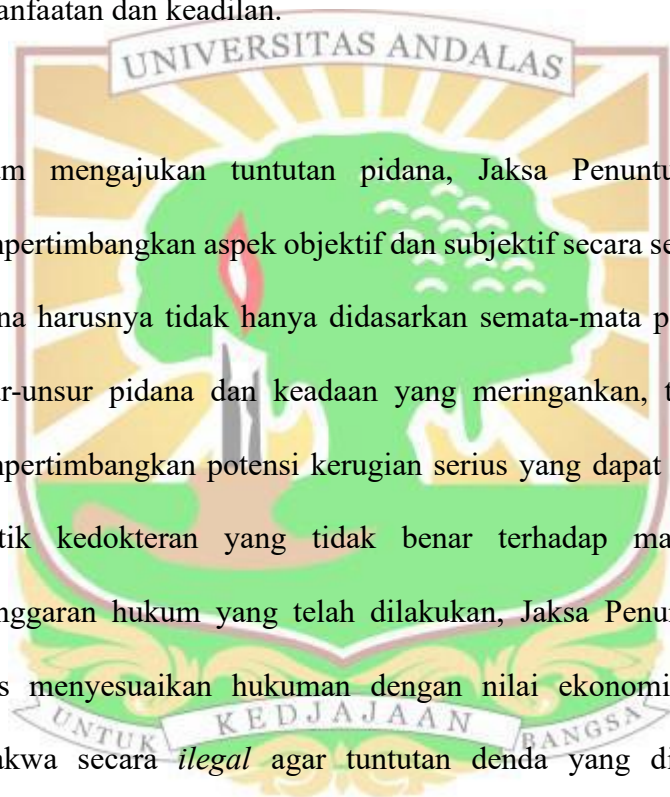 anfaatan dan keadilan.
UNIVERSITAS ANDALAS
m mengajukan tuntutan pidana, Jaksa Penuntu
pertimbangkan aspek objektif dan subjektif secara se
na harusnya tidak hanya didasarkan semata-mata p
r-unsur pidana dan keadaan yang meringankan, t
pertimbangkan potensi kerugian serius yang dapat
tik kedokteran yang tidak benar terhadap ma
nggaran hukum yang telah dilakukan, Jaksa Penu
s menyesuaikan hukuman dengan nilai ekonomi
akwa secara ilegal agar tuntutan denda yang di
UNTUK KEDJAJAAN BANGSA